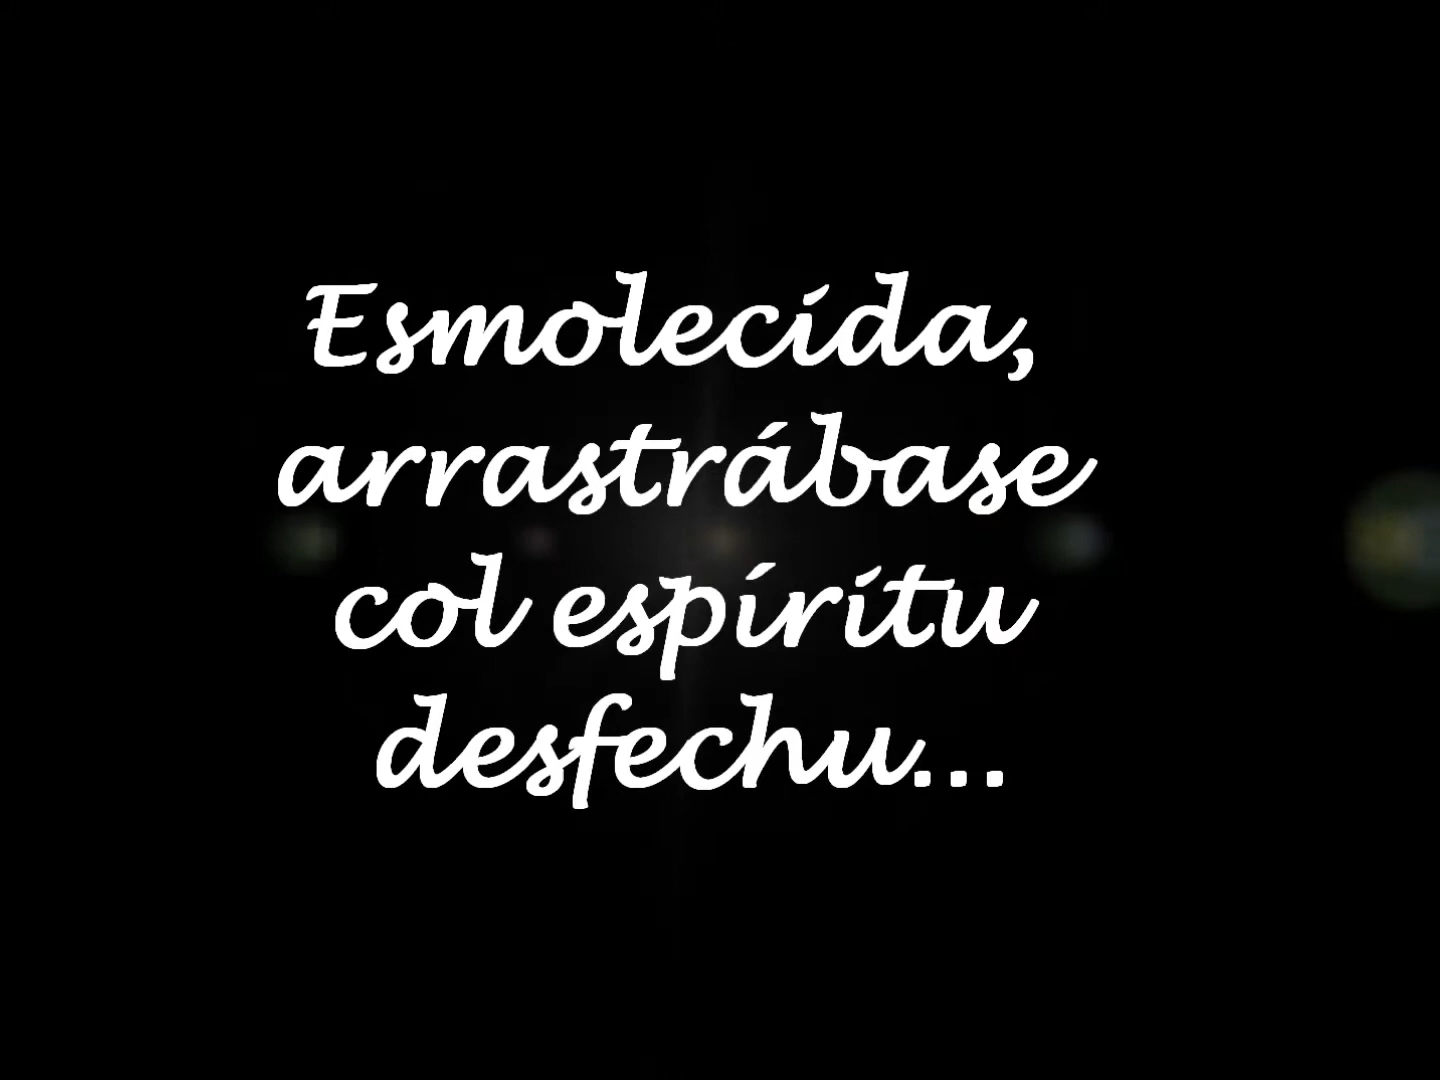 Esmolecida,
arrastrábase
col espíritu
desfechu...